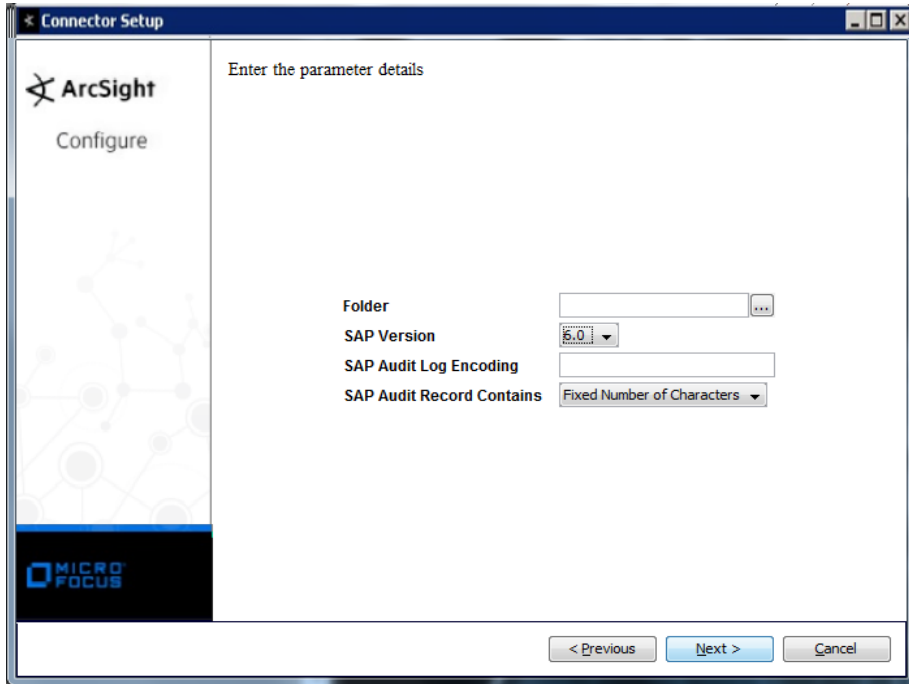 Connector Setup
ArcSight
Configure
Enter the parameter details
Folder
...
SAP Version
6.0
SAP Audit Log Encoding
SAP Audit Record Contains
Fixed Number of Characters
MICRO
FOCUS
< Previous
Next >
Cancel